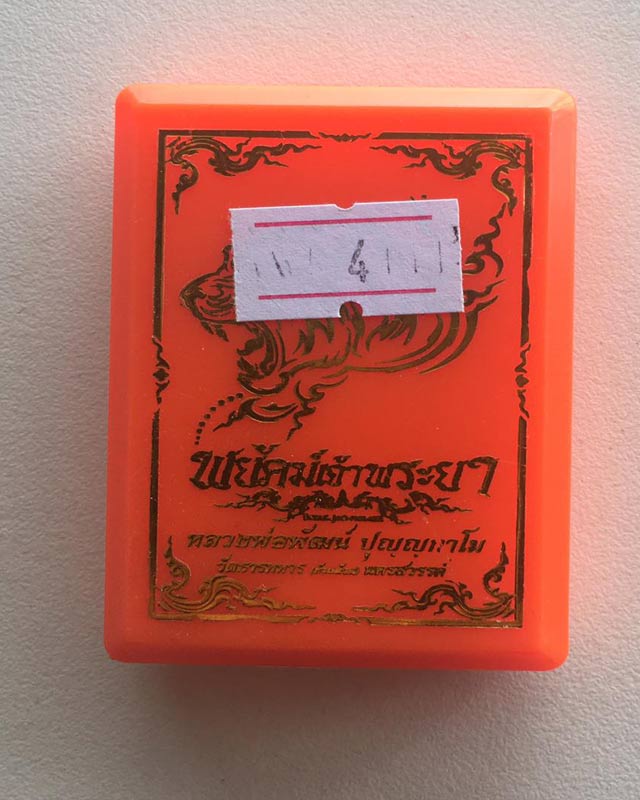 4
พยัคฆ์เจ้าพระยา
หลวงพ่อพัฒน์ ปุญญกาโม
วัดธารทหาร นครสวรรค์